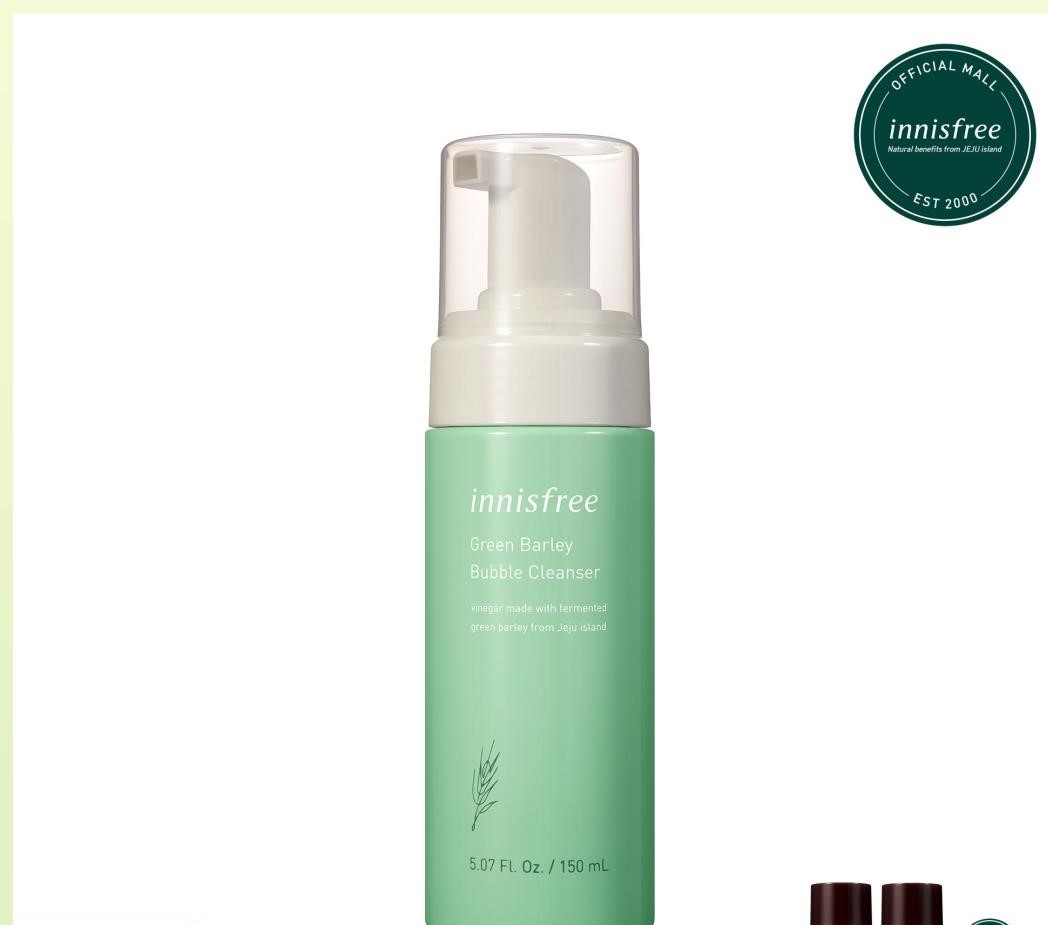 OFFICIAL MALL
innisfree
Natural benefits from JEJU island
EST 2000
innisfree
Green Barley
Bubble Cleanser
vinegar made with fermented
green barley from Jeju island
5.07 Fl. Oz. / 150 mL